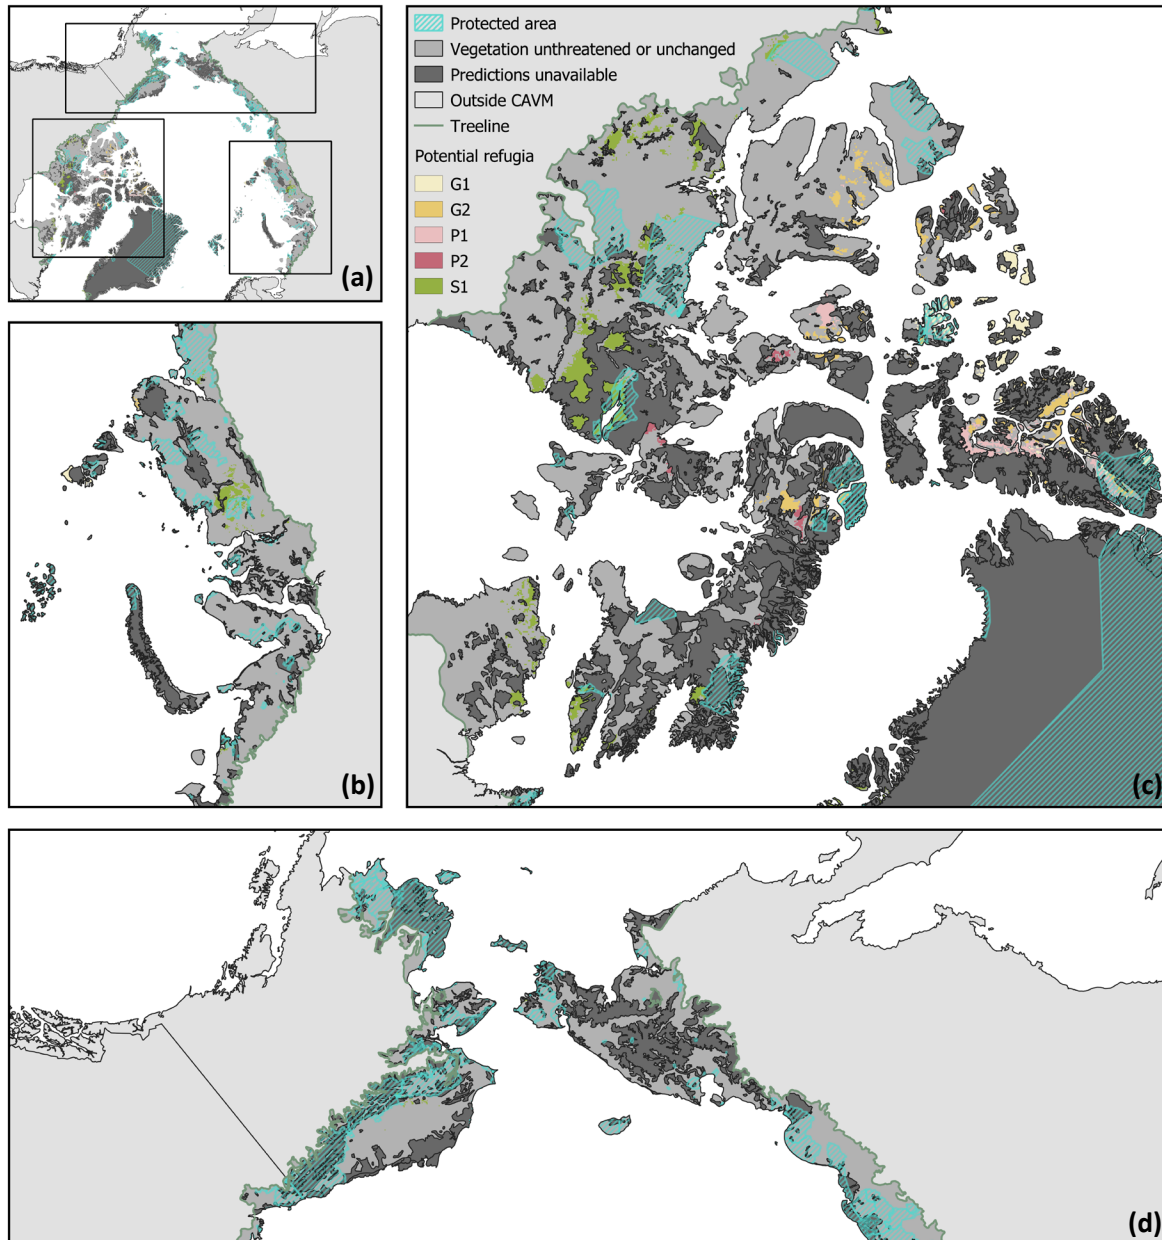 (a)
Protected area
Vegetation unthreatened or unchanged
Predictions unavailable
Outside CAVM
Treeline
Potential refugia
G1
G2
P1
P2
S1
(b)
(c)
(d)